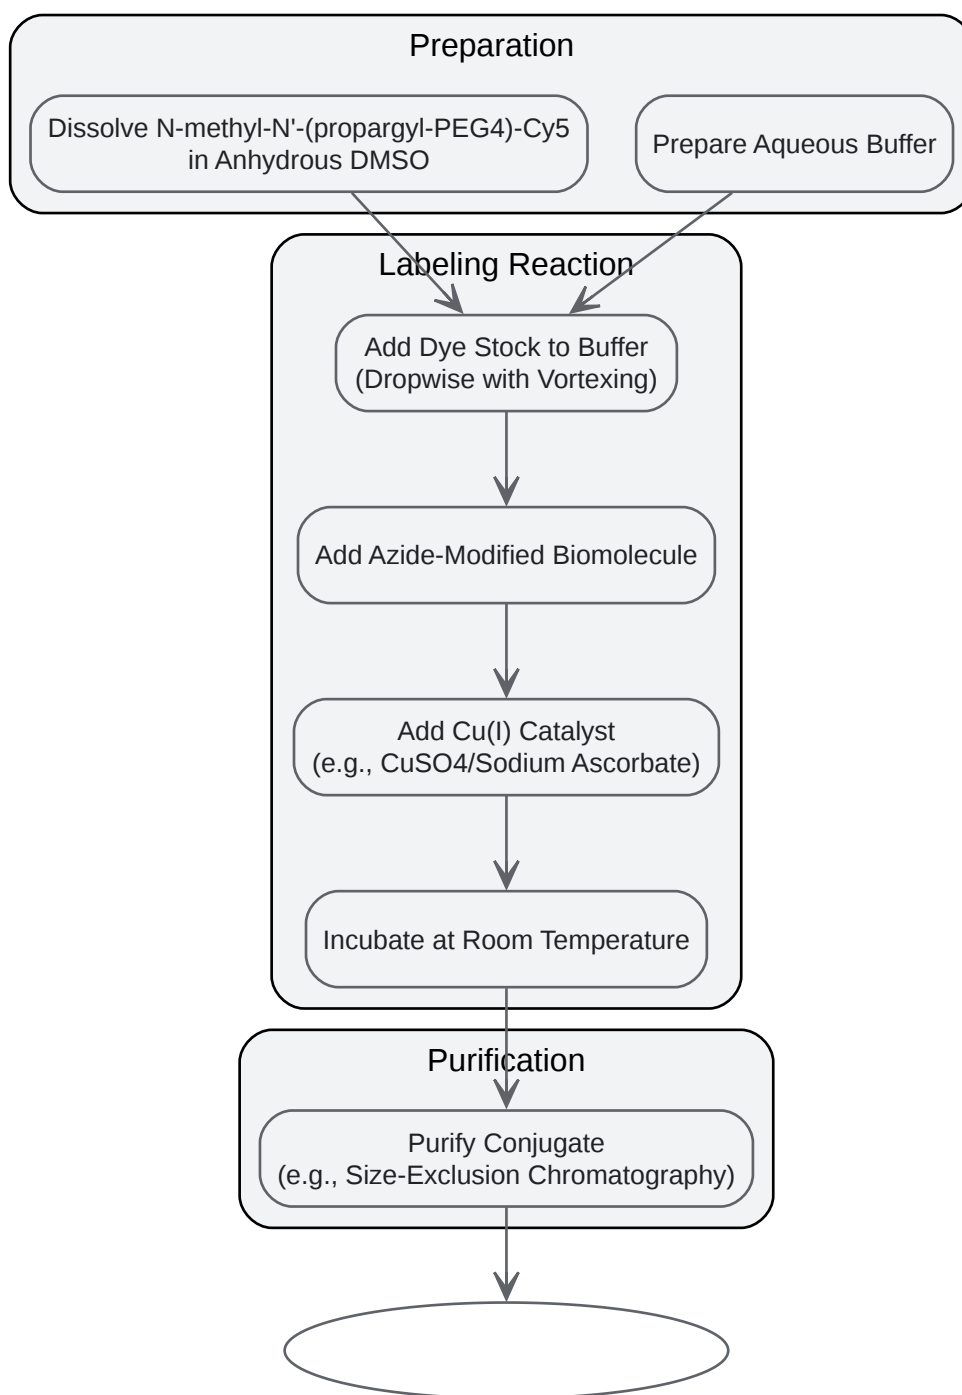 Preparation
Dissolve N-methyl-N'-(propargyl-PEG4)-Cy5
in Anhydrous DMSO
Prepare Aqueous Buffer
Labeling Reaction
Add Dye Stock to Buffer
(Dropwise with Vortexing)
Add Azide-Modified Biomolecule
Add Cu(I) Catalyst
(e.g., CuSO4/Sodium Ascorbate)
Incubate at Room Temperature
Purification
Purify Conjugate
(e.g., Size-Exclusion Chromatography)